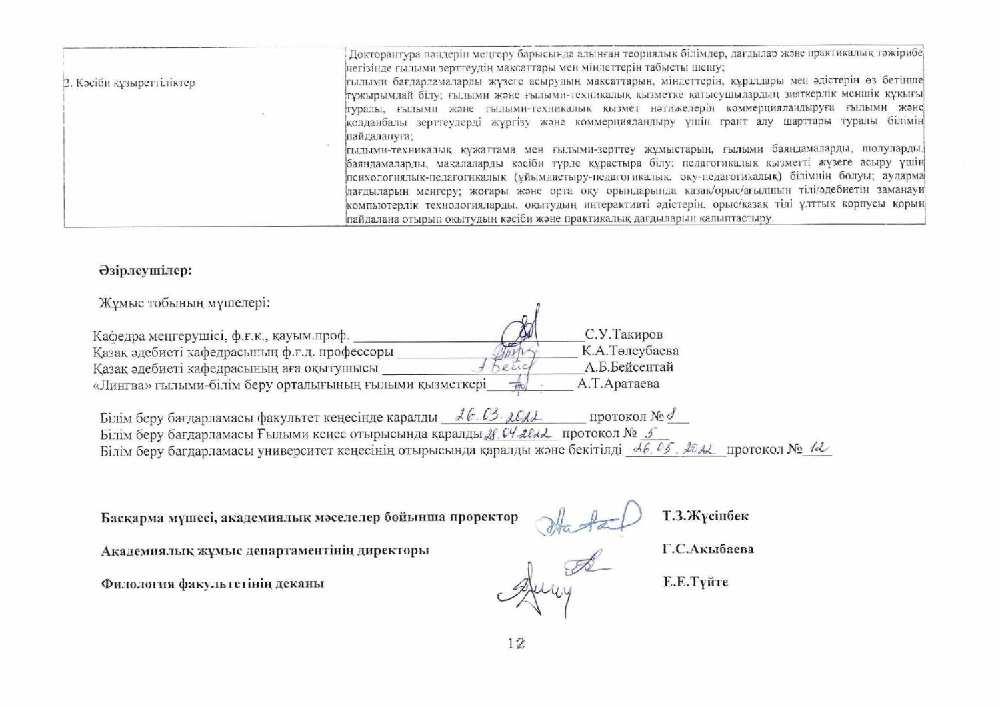 Докторантура пәндерін меңгеру барысында алынған теориялық білімдер, дағдылар және практикалық тәжірибе
негізінде ғылыми зерттеудің мақсаттары мен міндеттерін табысты шешу;
2. Кәсіби құзыреттіліктер
ғылыми бағдарламаларды жүзеге асырудың мақсаттарын, міндеттерін, құралдары мен әдістерін өз бетінше
тұжырымдай білу; ғылыми және ғылыми-техникалық қызметке қатысушылардың зияткерлік меншік құқығы
туралы, ғылыми және ғылыми-техникалық қызмет нәтижелерін коммерцияландыруға ғылыми және
қолданбалы зерттеулерді жүргізу және коммерцияландыру үшін грант алу шарттары туралы білімін
пайдалануға;
ғылыми-техникалық құжаттама мен ғылыми-зерттеу жұмыстарын, ғылыми баяндамаларды, шолуларды,
баяндамаларды, мақалаларды кәсіби түрде құрастыра білу; педагогикалық қызметті жүзеге асыру үшін
психологиялық-педагогикалық (ұйымдастыру-педагогикалық, оқу-педагогикалық) білімнің болуы; аударма
дағдыларын меңгеру; жоғары және орта оқу орындарында қазақ/орыс/ағылшын тілі/әдебиетін заманауи
компьютерлік технологияларды, оқытудың интерактивті әдістерін, орыс/қазақ тілі ұлттық корпусы қорын
пайдалана отырып оқытудың кәсіби және практикалық дағдыларын қалыптастыру.
Әзірлеушілер:
Жұмыс тобының мүшелері:
Кафедра меңгерушісі, ф.ғ.к., қауым.проф. С.У.Такиров
Қазақ әдебиеті кафедрасының ф.ғ.д. профессоры К.А.Төлеубаева
Қазақ әдебиеті кафедрасының аға оқытушысы А.Бейс А.Б.Бейсентай
«Лингва» ғылыми-білім беру орталығының ғылыми қызметкері А.Т.Аратаева
Білім беру бағдарламасы факультет кеңесінде қаралды 26.03.2022 протокол № 8
Білім беру бағдарламасы Ғылыми кеңес отырысында қаралды 28.04.2022 протокол № 5
Білім беру бағдарламасы университет кеңесінің отырысында қаралды және бекітілді 26.05.2022 протокол № 12
Басқарма мүшесі, академиялық мәселелер бойынша проректор Т.З.Жүсіпбек
Академиялық жұмыс департаментінің директоры Г.С.Акыбаева
Филология факультетінің деканы Е.Е.Түйте
12